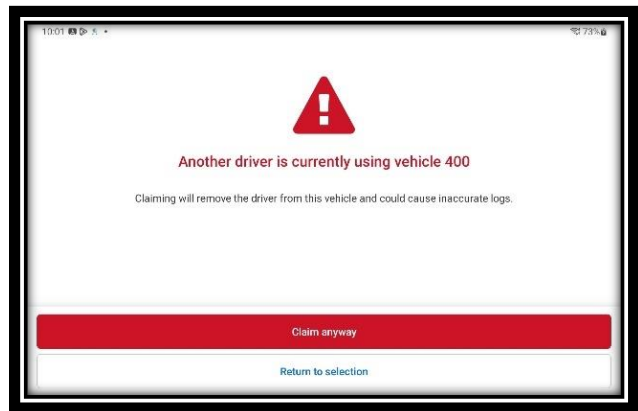 10:01
73%
Another driver is currently using vehicle 400
Claiming will remove the driver from this vehicle and could cause inaccurate logs.
Claim anyway
Return to selection